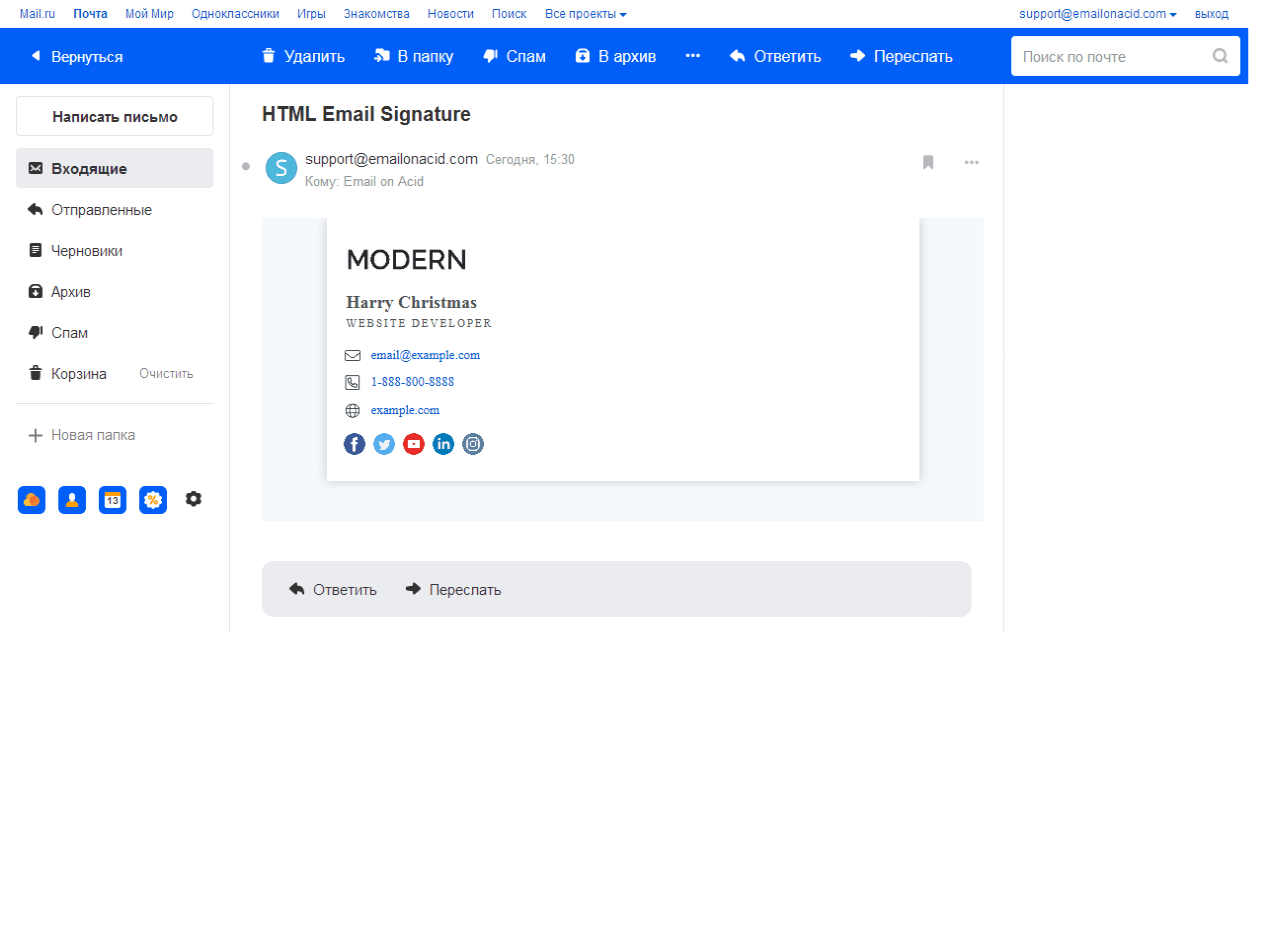 Mail.ru Почта Мой Мир Одноклассники Игры Знакомства Новости Поиск Все проекты support@emailonacid.com выход
Вернуться Удалить В папку Спам В архив ••• Ответить Переслать Поиск по почте
Написать письмо
Входящие
Отправленные
Черновики
Архив
Спам
Корзина Очистить
Новая папка
13 %
HTML Email Signature
S support@emailonacid.com Сегодня, 15:30
Кому: Email on Acid
MODERN
Harry Christmas
WEBSITE DEVELOPER
email@example.com
1-888-800-8888
example.com
f in
Ответить Переслать